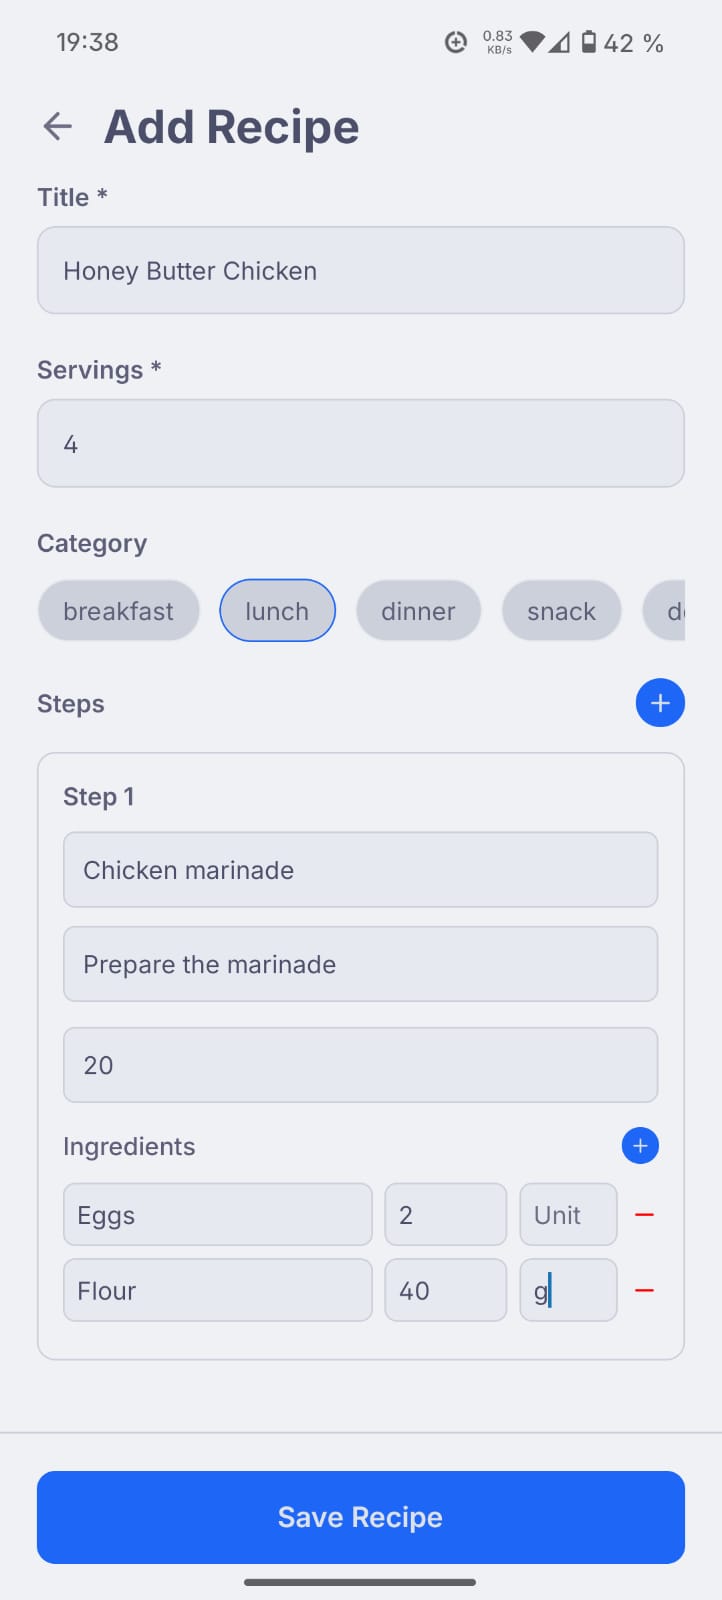 19:38 0.83 KB/s 42 %
Add Recipe
Title *
Honey Butter Chicken
Servings *
4
Category
breakfast lunch dinner snack
Steps
Step 1
Chicken marinade
Prepare the marinade
20
Ingredients
Eggs 2 Unit
Flour 40 g
Save Recipe